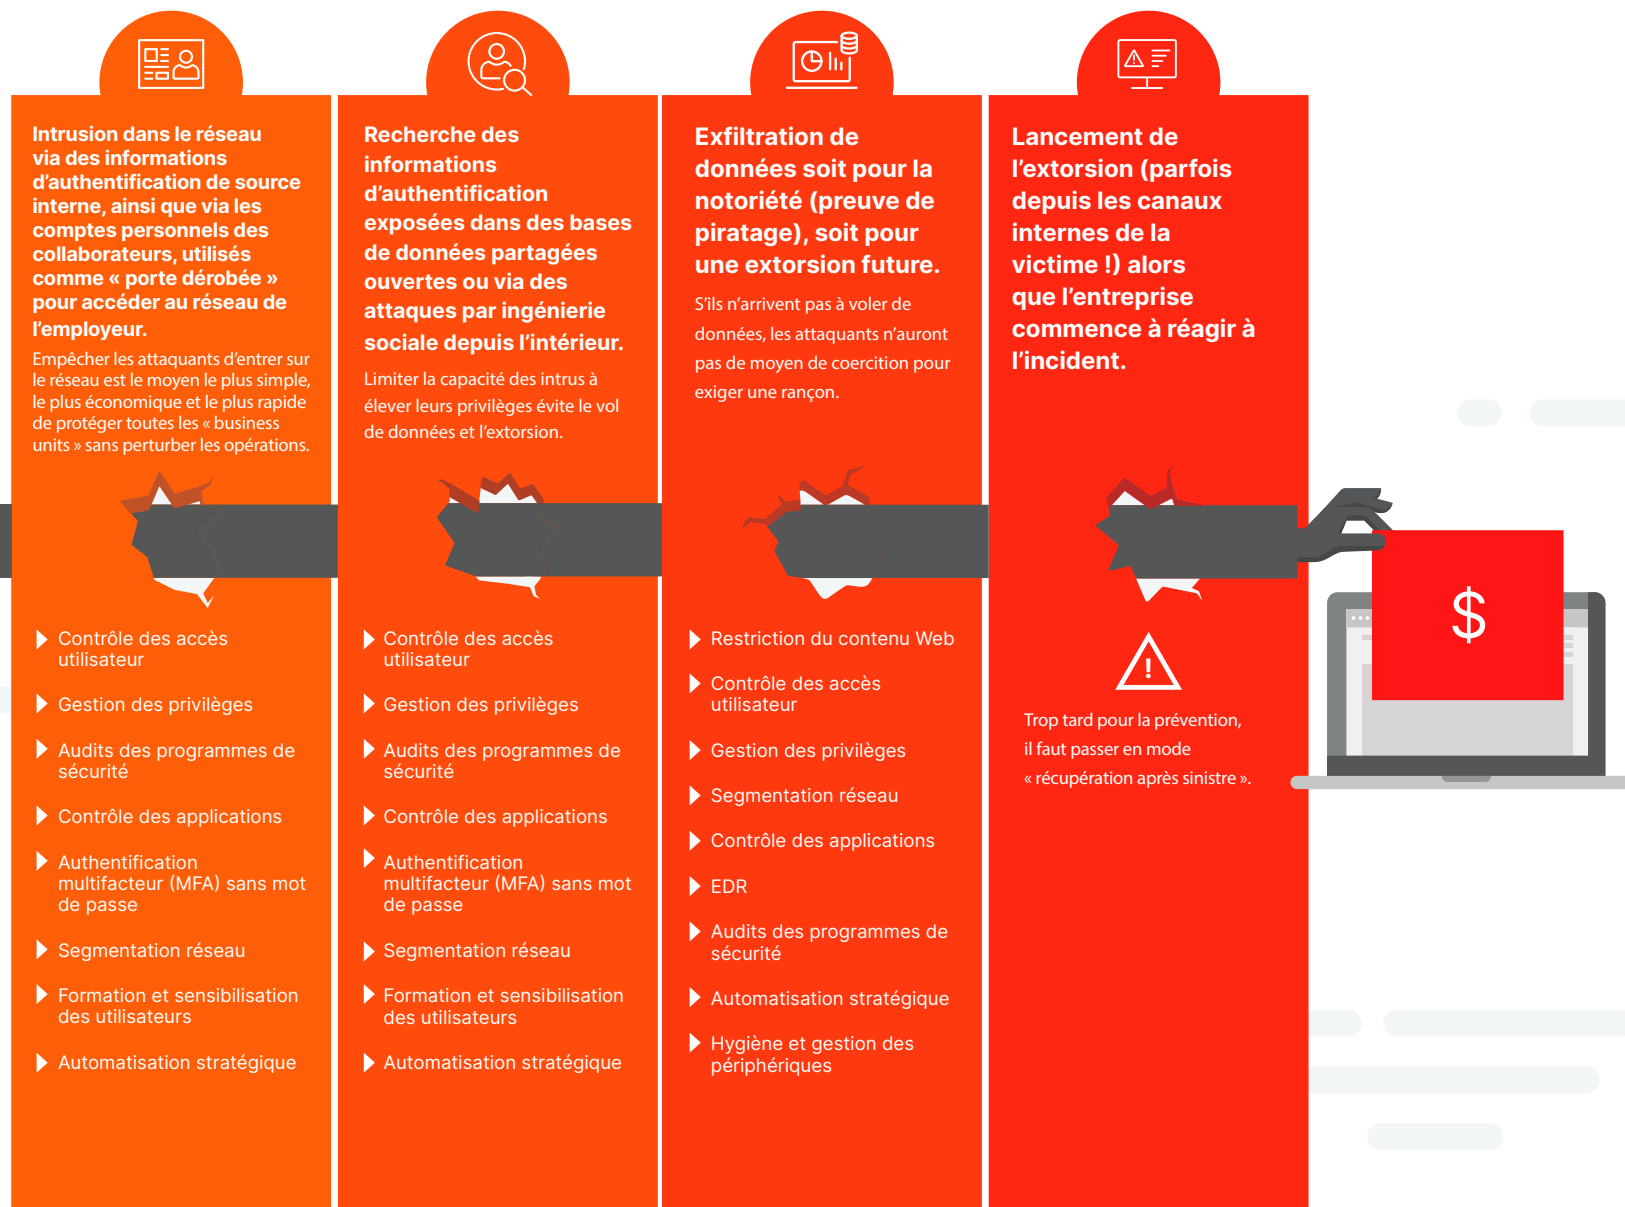 Intrusion dans le réseau
via des informations
d’authentification de source
interne, ainsi que via les
comptes personnels des
collaborateurs, utilisés
comme « porte dérobée »
pour accéder au réseau de
l’employeur.
Empêcher les attaquants d’entrer sur
le réseau est le moyen le plus simple,
le plus économique et le plus rapide
de protéger toutes les « business
units » sans perturber les opérations.
Contrôle des accès
utilisateur
Gestion des privilèges
Audits des programmes de
sécurité
Contrôle des applications
Authentification
multifacteur (MFA) sans mot
de passe
Segmentation réseau
Formation et sensibilisation
des utilisateurs
Automatisation stratégique
Recherche des
informations
d’authentification
exposées dans des bases
de données partagées
ouvertes ou via des
attaques par ingénierie
sociale depuis l’intérieur.
Limiter la capacité des intrus à
élever leurs privilèges évite le vol
de données et l’extorsion.
Contrôle des accès
utilisateur
Gestion des privilèges
Audits des programmes de
sécurité
Contrôle des applications
Authentification
multifacteur (MFA) sans mot
de passe
Segmentation réseau
Formation et sensibilisation
des utilisateurs
Automatisation stratégique
Exfiltration de
données soit pour la
notoriété (preuve de
piratage), soit pour
une extorsion future.
S’ils n’arrivent pas à voler de
données, les attaquants n’auront
pas de moyen de coercition pour
exiger une rançon.
Restriction du contenu Web
Contrôle des accès
utilisateur
Gestion des privilèges
Segmentation réseau
Contrôle des applications
EDR
Audits des programmes de
sécurité
Automatisation stratégique
Hygiène et gestion des
périphériques
Lancement de
l’extorsion (parfois
depuis les canaux
internes de la
victime !) alors
que l’entreprise
commence à réagir à
l’incident.
!
Trop tard pour la prévention,
il faut passer en mode
« récupération après sinistre ».
$